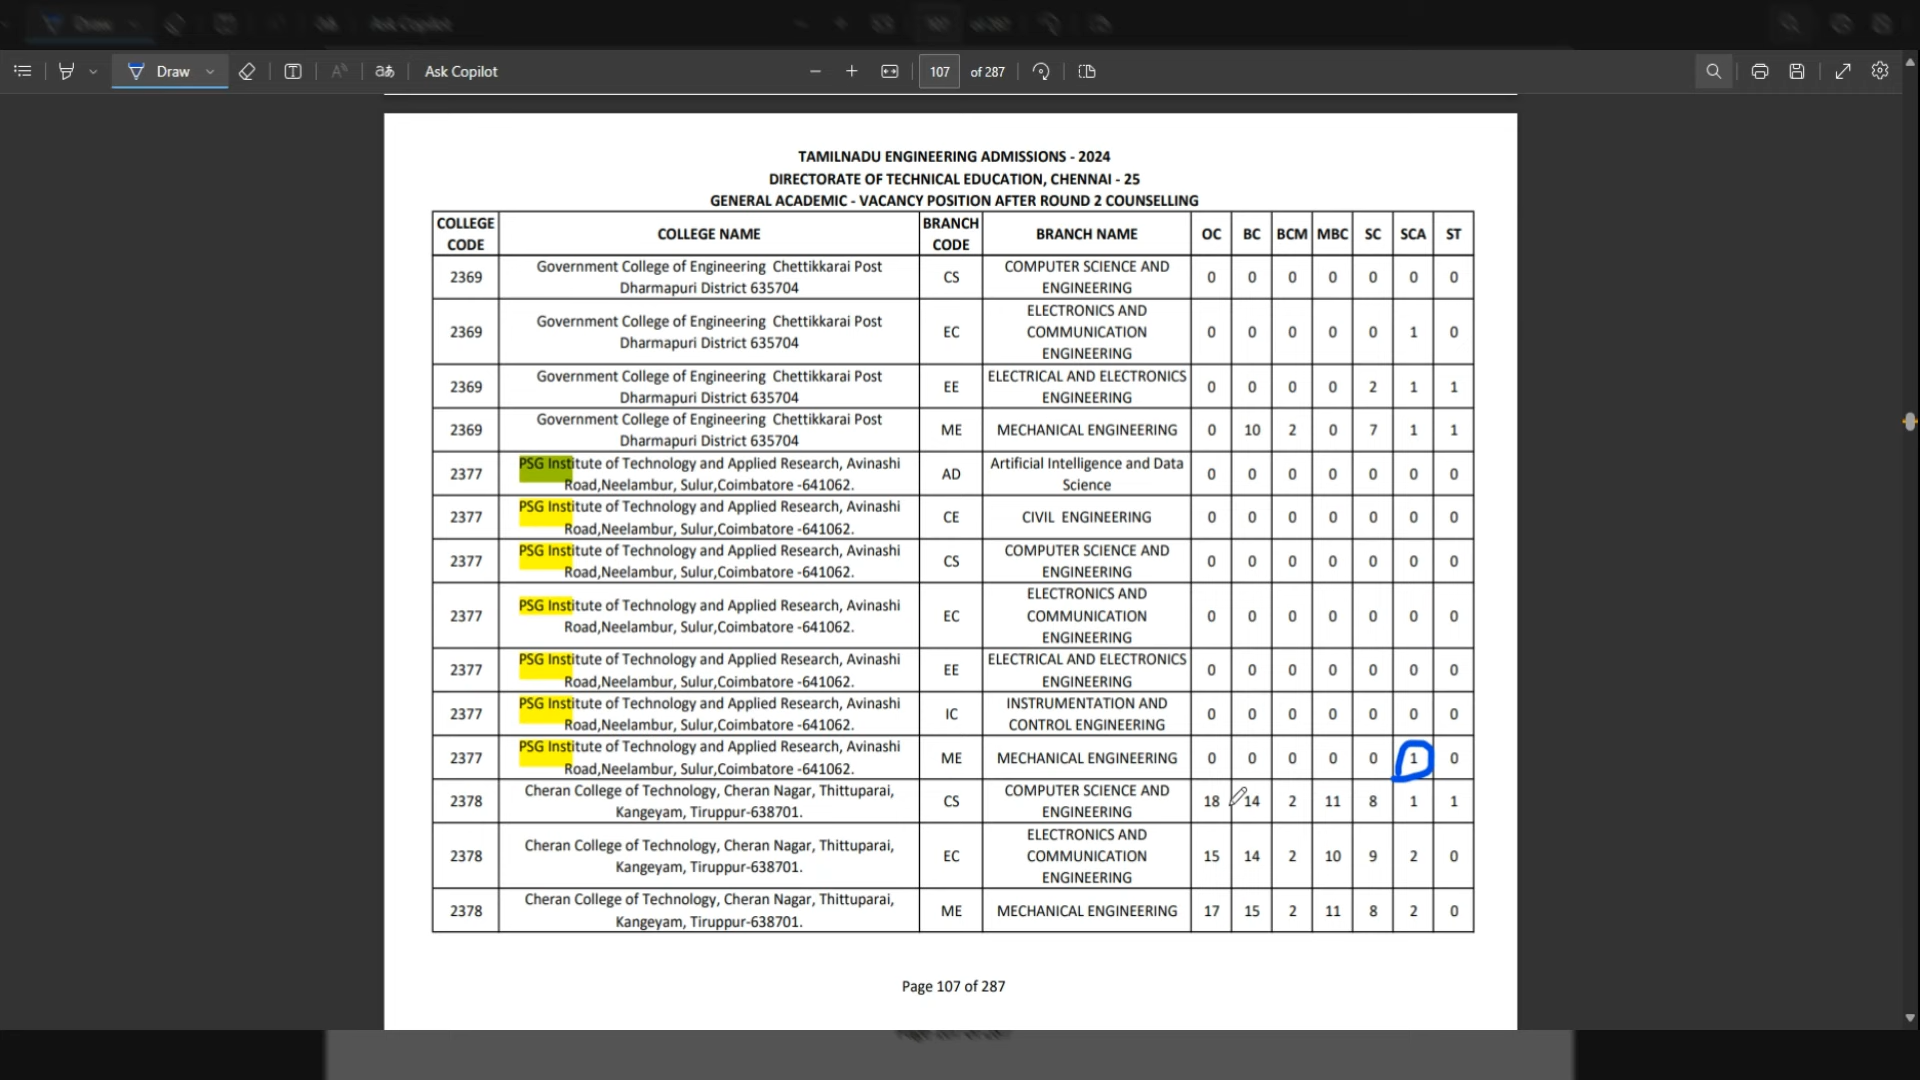 Draw
Ask Copilot
107 of 287
TAMILNADU ENGINEERING ADMISSIONS - 2024
DIRECTORATE OF TECHNICAL EDUCATION, CHENNAI - 25
GENERAL ACADEMIC - VACANCY POSITION AFTER ROUND 2 COUNSELLING
COLLEGE CODE COLLEGE NAME BRANCH CODE BRANCH NAME OC BC BCM MBC SC SCA ST
2369 Government College of Engineering Chettikkarai Post Dharmapuri District 635704 CS COMPUTER SCIENCE AND ENGINEERING 0 0 0 0 0 0 0
2369 Government College of Engineering Chettikkarai Post Dharmapuri District 635704 EC ELECTRONICS AND COMMUNICATION ENGINEERING 0 0 0 0 0 1 0
2369 Government College of Engineering Chettikkarai Post Dharmapuri District 635704 EE ELECTRICAL AND ELECTRONICS ENGINEERING 0 0 0 0 2 1 1
2369 Government College of Engineering Chettikkarai Post Dharmapuri District 635704 ME MECHANICAL ENGINEERING 0 10 2 0 7 1 1
2377 PSG Institute of Technology and Applied Research, Avinashi Road,Neelambur, Sulur,Coimbatore -641062. AD Artificial Intelligence and Data Science 0 0 0 0 0 0 0
2377 PSG Institute of Technology and Applied Research, Avinashi Road,Neelambur, Sulur,Coimbatore -641062. CE CIVIL ENGINEERING 0 0 0 0 0 0 0
2377 PSG Institute of Technology and Applied Research, Avinashi Road,Neelambur, Sulur,Coimbatore -641062. CS COMPUTER SCIENCE AND ENGINEERING 0 0 0 0 0 0 0
2377 PSG Institute of Technology and Applied Research, Avinashi Road,Neelambur, Sulur,Coimbatore -641062. EC ELECTRONICS AND COMMUNICATION ENGINEERING 0 0 0 0 0 0 0
2377 PSG Institute of Technology and Applied Research, Avinashi Road,Neelambur, Sulur,Coimbatore -641062. EE ELECTRICAL AND ELECTRONICS ENGINEERING 0 0 0 0 0 0 0
2377 PSG Institute of Technology and Applied Research, Avinashi Road,Neelambur, Sulur,Coimbatore -641062. IC INSTRUMENTATION AND CONTROL ENGINEERING 0 0 0 0 0 0 0
2377 PSG Institute of Technology and Applied Research, Avinashi Road,Neelambur, Sulur,Coimbatore -641062. ME MECHANICAL ENGINEERING 0 0 0 0 0 1 0
2378 Cheran College of Technology, Cheran Nagar, Thittuparai, Kangeyam, Tiruppur-638701. CS COMPUTER SCIENCE AND ENGINEERING 18 14 2 11 8 1 1
2378 Cheran College of Technology, Cheran Nagar, Thittuparai, Kangeyam, Tiruppur-638701. EC ELECTRONICS AND COMMUNICATION ENGINEERING 15 14 2 10 9 2 0
2378 Cheran College of Technology, Cheran Nagar, Thittuparai, Kangeyam, Tiruppur-638701. ME MECHANICAL ENGINEERING 17 15 2 11 8 2 0
Page 107 of 287